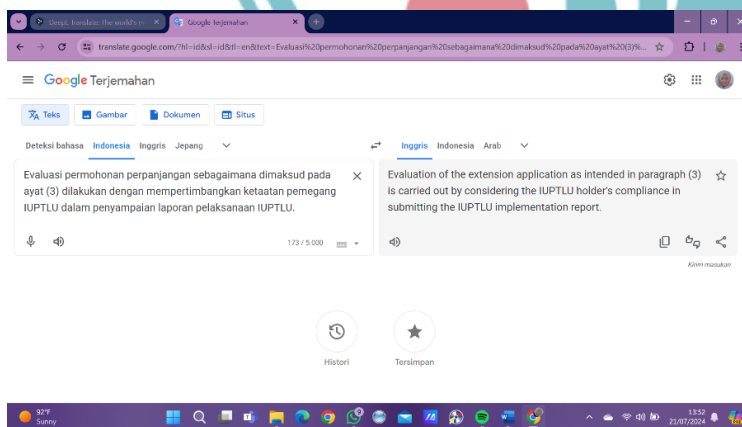 DeepL Translate: The world's m
Google Terjemahan
translate.google.com/?hl=id&sl=id&tl=en&text=Evaluasi%20permohonan%20perpanjangan%20sebagaimana%20dimaksud%20pada%20ayat%20(3)%...
Google Terjemahan
Teks Gambar Dokumen Situs
Deteksi bahasa Indonesia Inggris Jepang
Inggris Indonesia Arab
Evaluasi permohonan perpanjangan sebagaimana dimaksud pada
ayat (3) dilakukan dengan mempertimbangkan ketaatan pemegang
IUPTLU dalam penyampaian laporan pelaksanaan IUPTLU.
173 / 5.000
Evaluation of the extension application as intended in paragraph (3)
is carried out by considering the IUPTLU holder's compliance in
submitting the IUPTLU implementation report.
Kirim masukan
Histori
Tersimpan
92°F
Sunny
13:52
21/07/2024